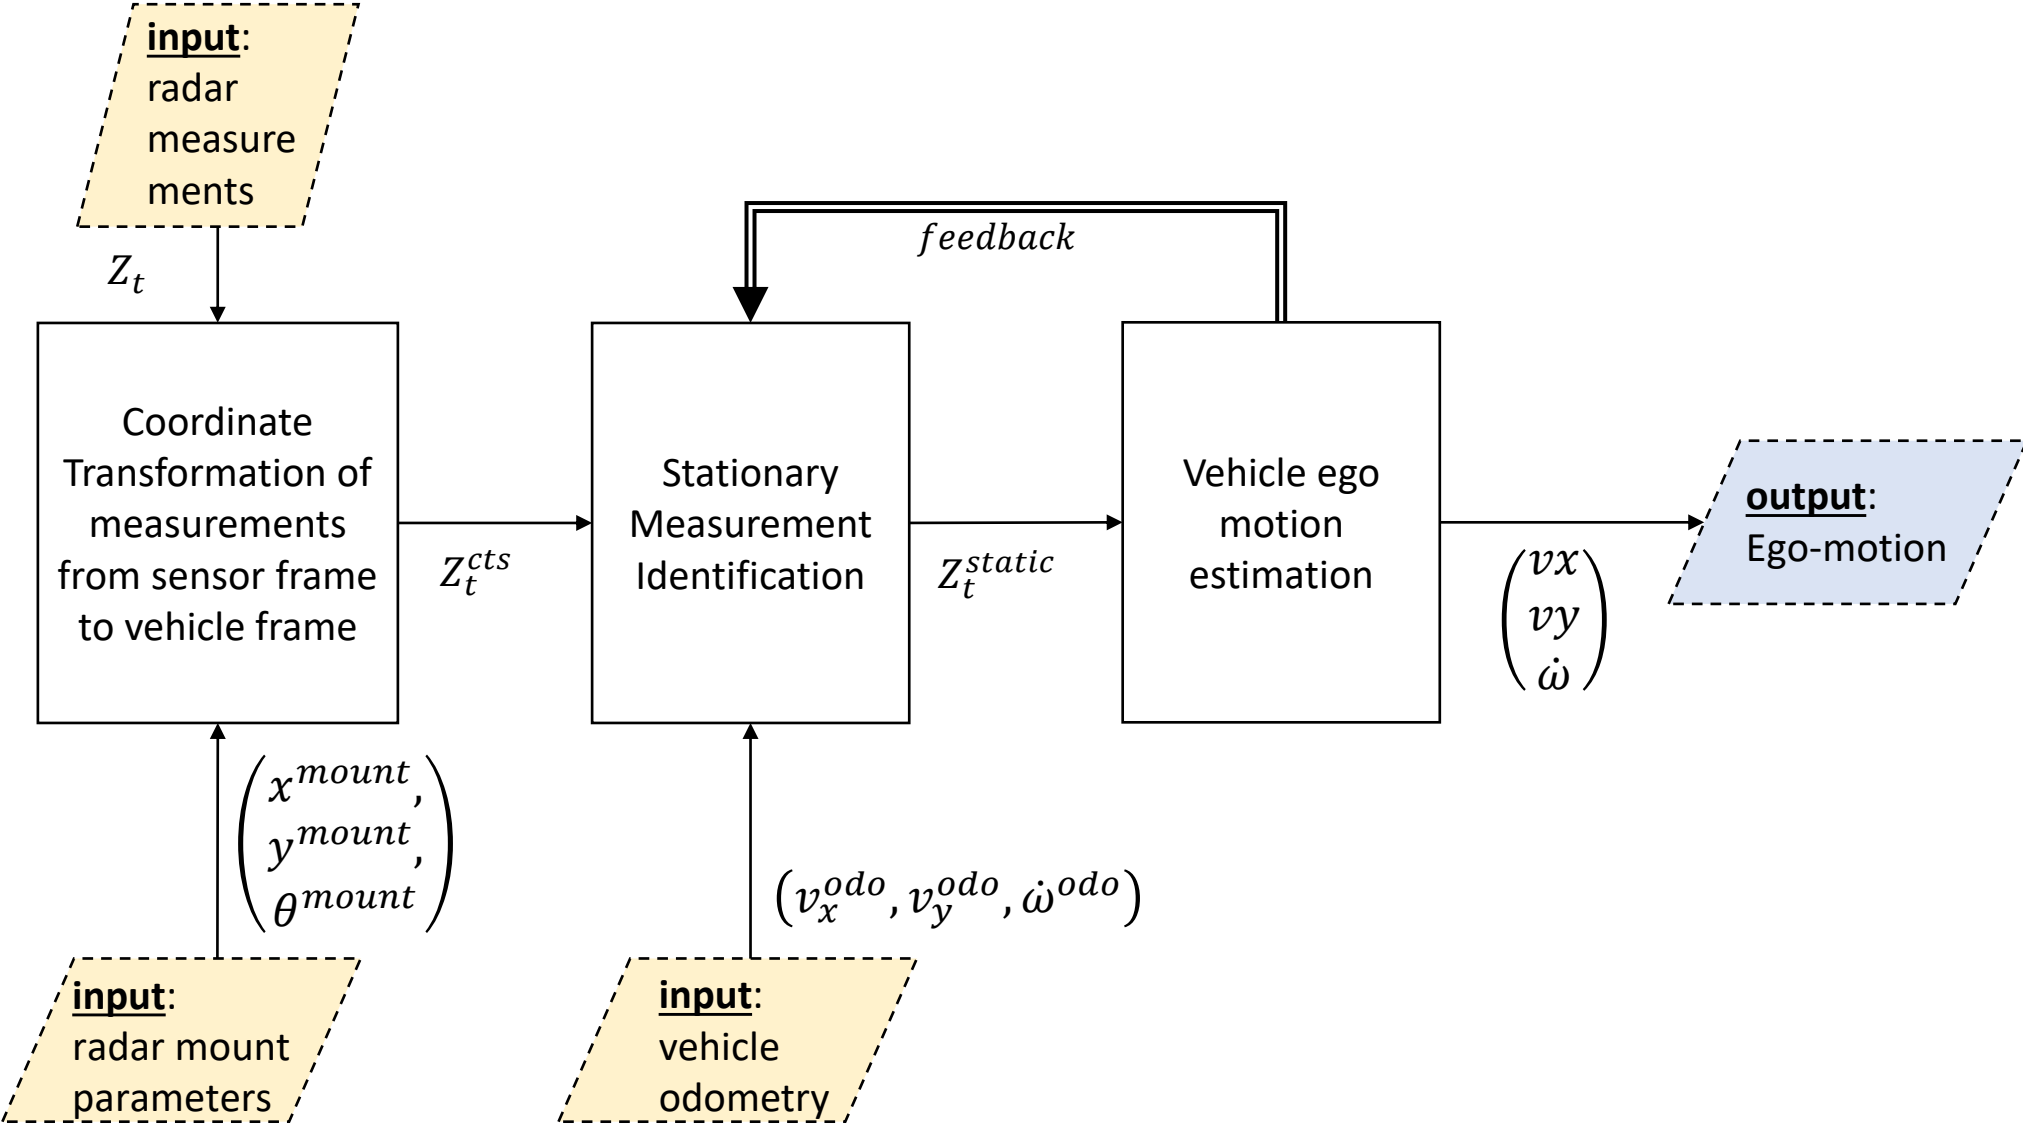 input:
radar
measure
ments
Z_t
feedback
Coordinate
Transformation of
measurements
from sensor frame
to vehicle frame
Z_t^{cts}
Stationary
Measurement
Identification
Z_t^{static}
Vehicle ego
motion
estimation
vx
vy
ω̇
output:
Ego-motion
x^{mount},
y^{mount},
θ^{mount}
(v_x^{odo}, v_y^{odo}, ω̇^{odo})
input:
radar mount
parameters
input:
vehicle
odometry